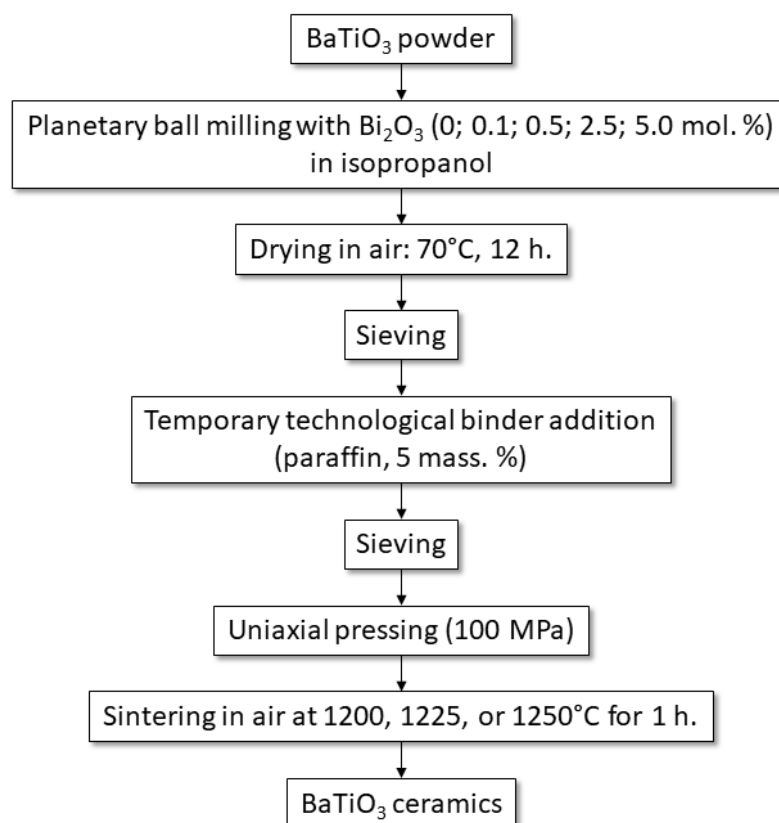 BaTiO₃ powder
Planetary ball milling with Bi₂O₃ (0; 0.1; 0.5; 2.5; 5.0 mol. %)
in isopropanol
Drying in air: 70°C, 12 h.
Sieving
Temporary technological binder addition
(paraffin, 5 mass. %)
Sieving
Uniaxial pressing (100 MPa)
Sintering in air at 1200, 1225, or 1250°C for 1 h.
BaTiO₃ ceramics